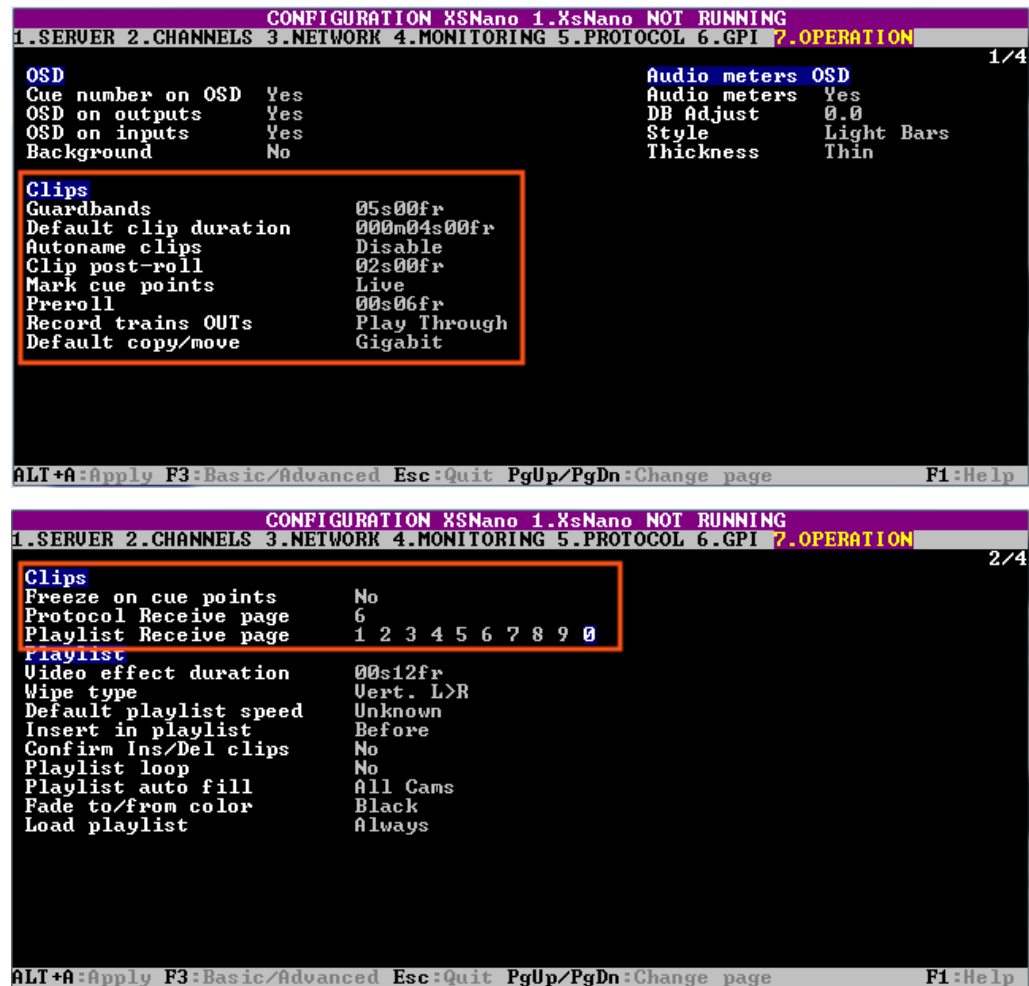 CONFIGURATION XSNano 1.XsNano NOT RUNNING
1.SERVER 2.CHANNELS 3.NETWORK 4.MONITORING 5.PROTOCOL 6.GPI 7.OPERATION
1/4
OSD Audio meters OSD
Cue number on OSD Yes Audio meters Yes
OSD on outputs Yes DB Adjust 0.0
OSD on inputs Yes Style Light Bars
Background No Thickness Thin
Clips
Guardbands 05s00fr
Default clip duration 000m04s00fr
Autoname clips Disable
Clip post-roll 02s00fr
Mark cue points Live
Preroll 00s06fr
Record trains OUTs Play Through
Default copy/move Gigabit
ALT+A:Apply F3:Basic/Advanced Esc:Quit PgUp/PgDn:Change page F1:Help
CONFIGURATION XSNano 1.XsNano NOT RUNNING
1.SERVER 2.CHANNELS 3.NETWORK 4.MONITORING 5.PROTOCOL 6.GPI 7.OPERATION
2/4
Clips
Freeze on cue points No
Protocol Receive page 6
Playlist Receive page 1 2 3 4 5 6 7 8 9 0
Playlist
Video effect duration 00s12fr
Wipe type Vert. L>R
Default playlist speed Unknown
Insert in playlist Before
Confirm Ins/Del clips No
Playlist loop No
Playlist auto fill All Cams
Fade to/from color Black
Load playlist Always
ALT+A:Apply F3:Basic/Advanced Esc:Quit PgUp/PgDn:Change page F1:Help